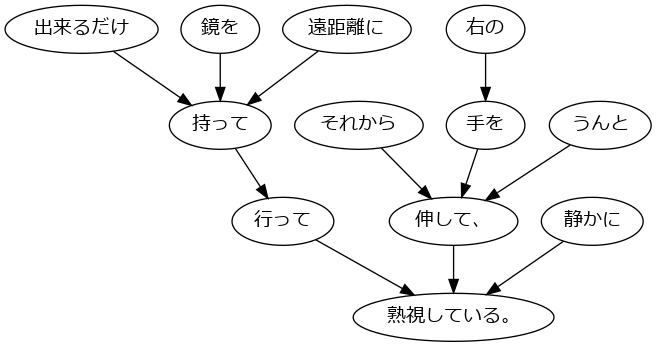 出来るだけ 鏡を 遠距離に 右の
持って それから 手を うんと
行って 伸して、 静かに
熟視している。